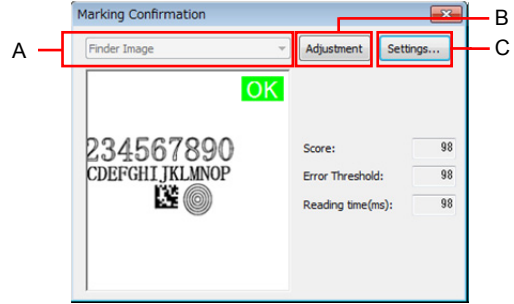 Marking Confirmation
B
A
Finder Image
Adjustment
Settings...
C
OK
234567890
CDEFGHIJKLMNOP
Score: 98
Error Threshold: 98
Reading time(ms): 98